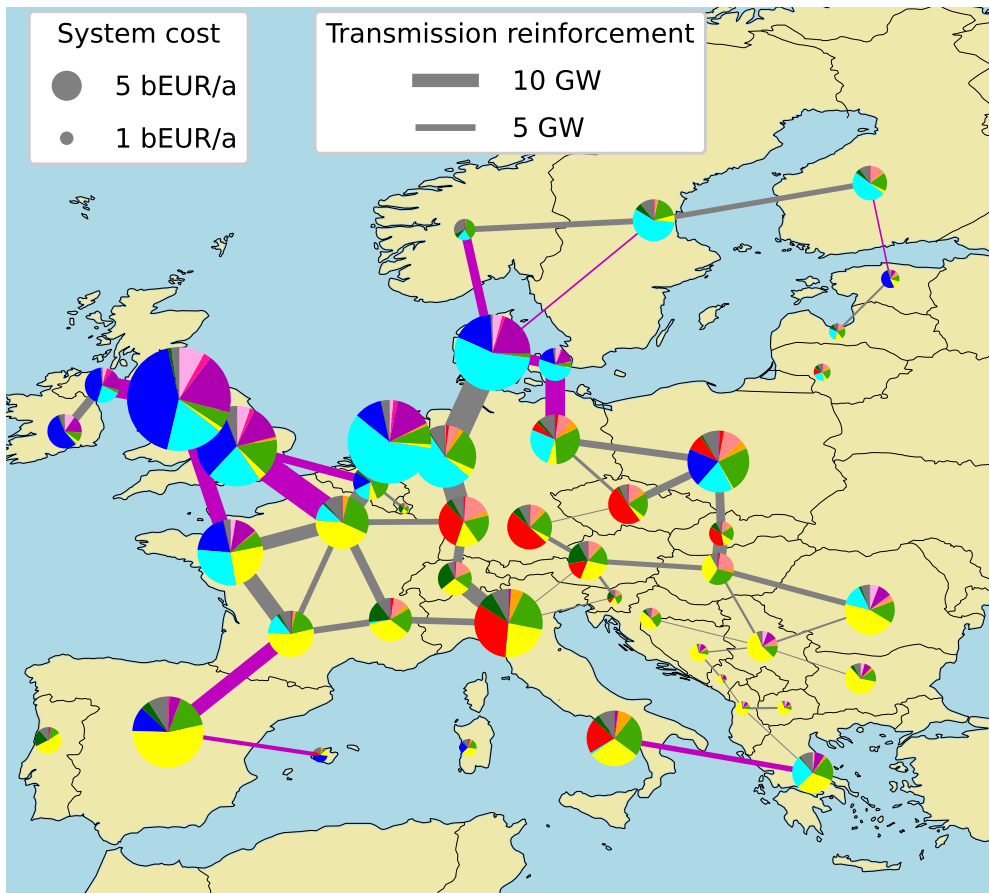 System cost
5 bEUR/a
1 bEUR/a
Transmission reinforcement
10 GW
5 GW